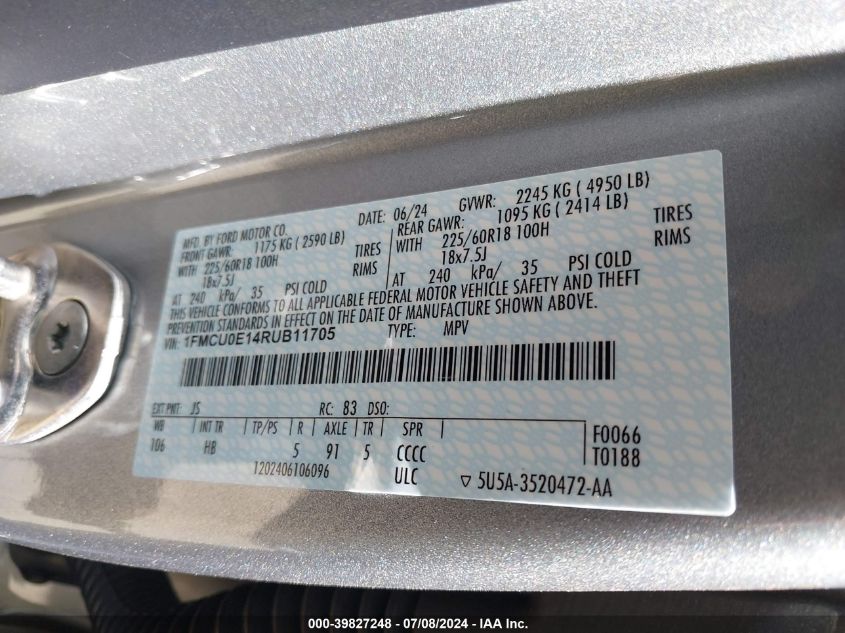 MFD. BY FORD MOTOR CO.
DATE: 06/24 GVWR: 2245 KG ( 4950 LB)
FRONT GAWR: 1175 KG ( 2590 LB)
REAR GAWR: 1095 KG ( 2414 LB)
WITH 225/60R18 100H TIRES
WITH 225/60R18 100H TIRES
18x7.5J RIMS
18x7.5J RIMS
AT 240 kPa/ 35 PSI COLD
AT 240 kPa/ 35 PSI COLD
THIS VEHICLE CONFORMS TO ALL APPLICABLE FEDERAL MOTOR VEHICLE SAFETY AND THEFT
PREVENTION STANDARDS IN EFFECT ON THE DATE OF MANUFACTURE SHOWN ABOVE.
VIN: 1FMCU0E14RUB11705 TYPE: MPV
EXT PNT: JS RC: 83 DSO:
WB INT TR TP/PS R AXLE TR SPR
106 HB 5 91 5 CCCC
F0066
T0188
1202406106096 ULC ▽ 5U5A-3520472-AA
000-39827248 - 07/08/2024 - IAA Inc.